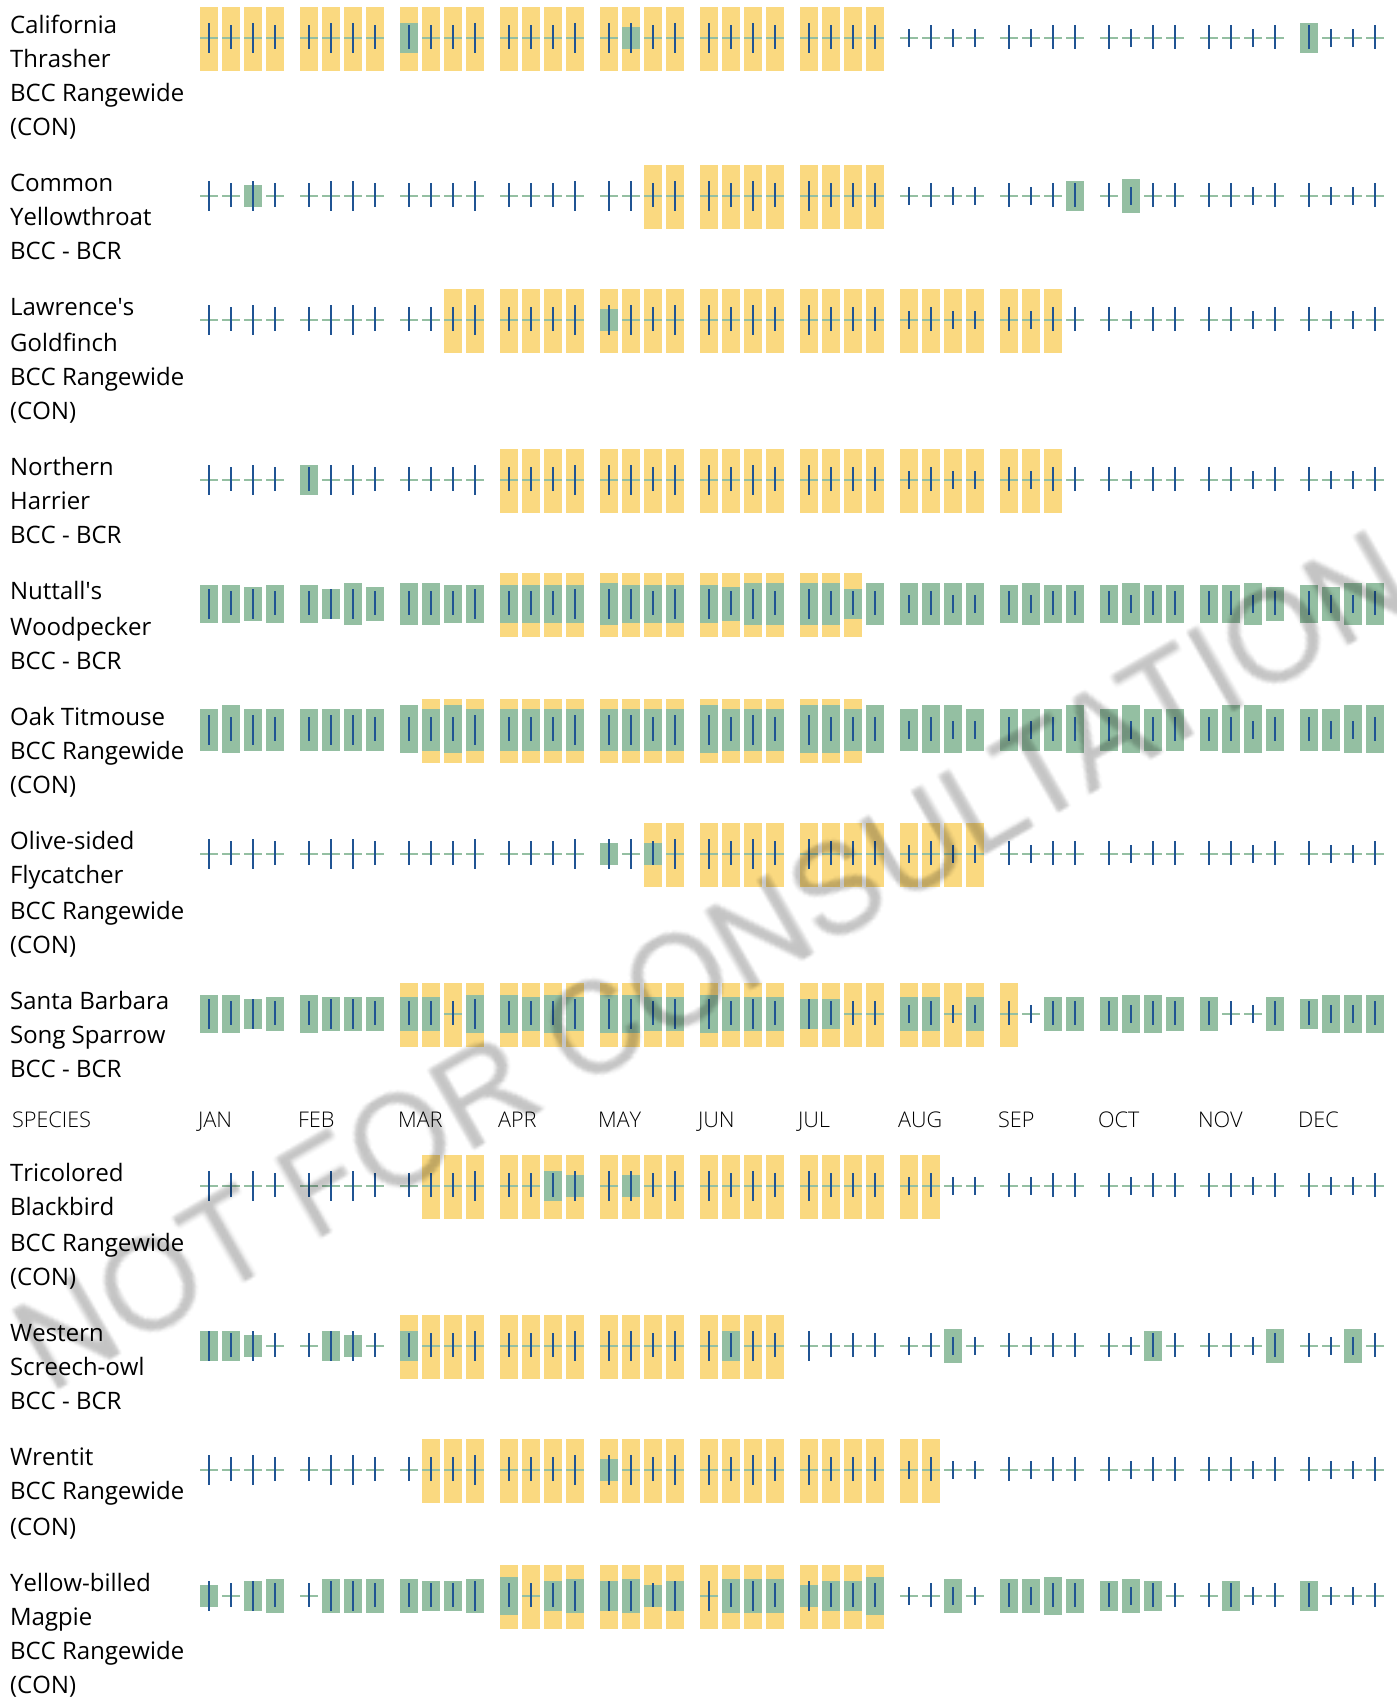 California
Thrasher
BCC Rangewide
(CON)
Common
Yellowthroat
BCC - BCR
Lawrence's
Goldfinch
BCC Rangewide
(CON)
Northern
Harrier
BCC - BCR
Nuttall's
Woodpecker
BCC - BCR
Oak Titmouse
BCC Rangewide
(CON)
Olive-sided
Flycatcher
BCC Rangewide
(CON)
Santa Barbara
Song Sparrow
BCC - BCR
SPECIES JAN FEB MAR APR MAY JUN JUL AUG SEP OCT NOV DEC
Tricolored
Blackbird
BCC Rangewide
(CON)
Western
Screech-owl
BCC - BCR
Wrentit
BCC Rangewide
(CON)
Yellow-billed
Magpie
BCC Rangewide
(CON)
NOT FOR CONSULTATION